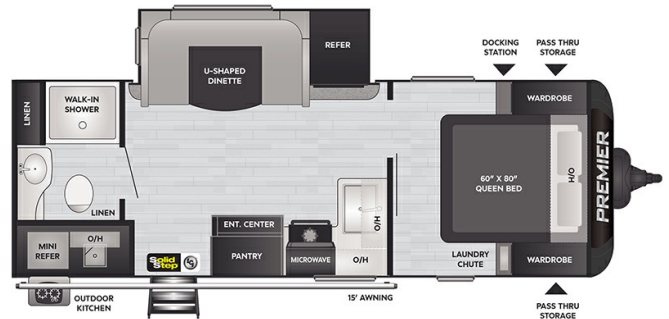 DOCKING
STATION
PASS THRU
STORAGE
REFER
U-SHAPED
DINETTE
LINEN
WALK-IN
SHOWER
WARDROBE
60" X 80"
QUEEN BED
H/O
PREMIER
LINEN
MINI
REFER
O/H
Solid
Step
LG
ENT. CENTER
PANTRY
MICROWAVE
O/H
O/H
LAUNDRY
CHUTE
WARDROBE
OUTDOOR
KITCHEN
15' AWNING
PASS THRU
STORAGE